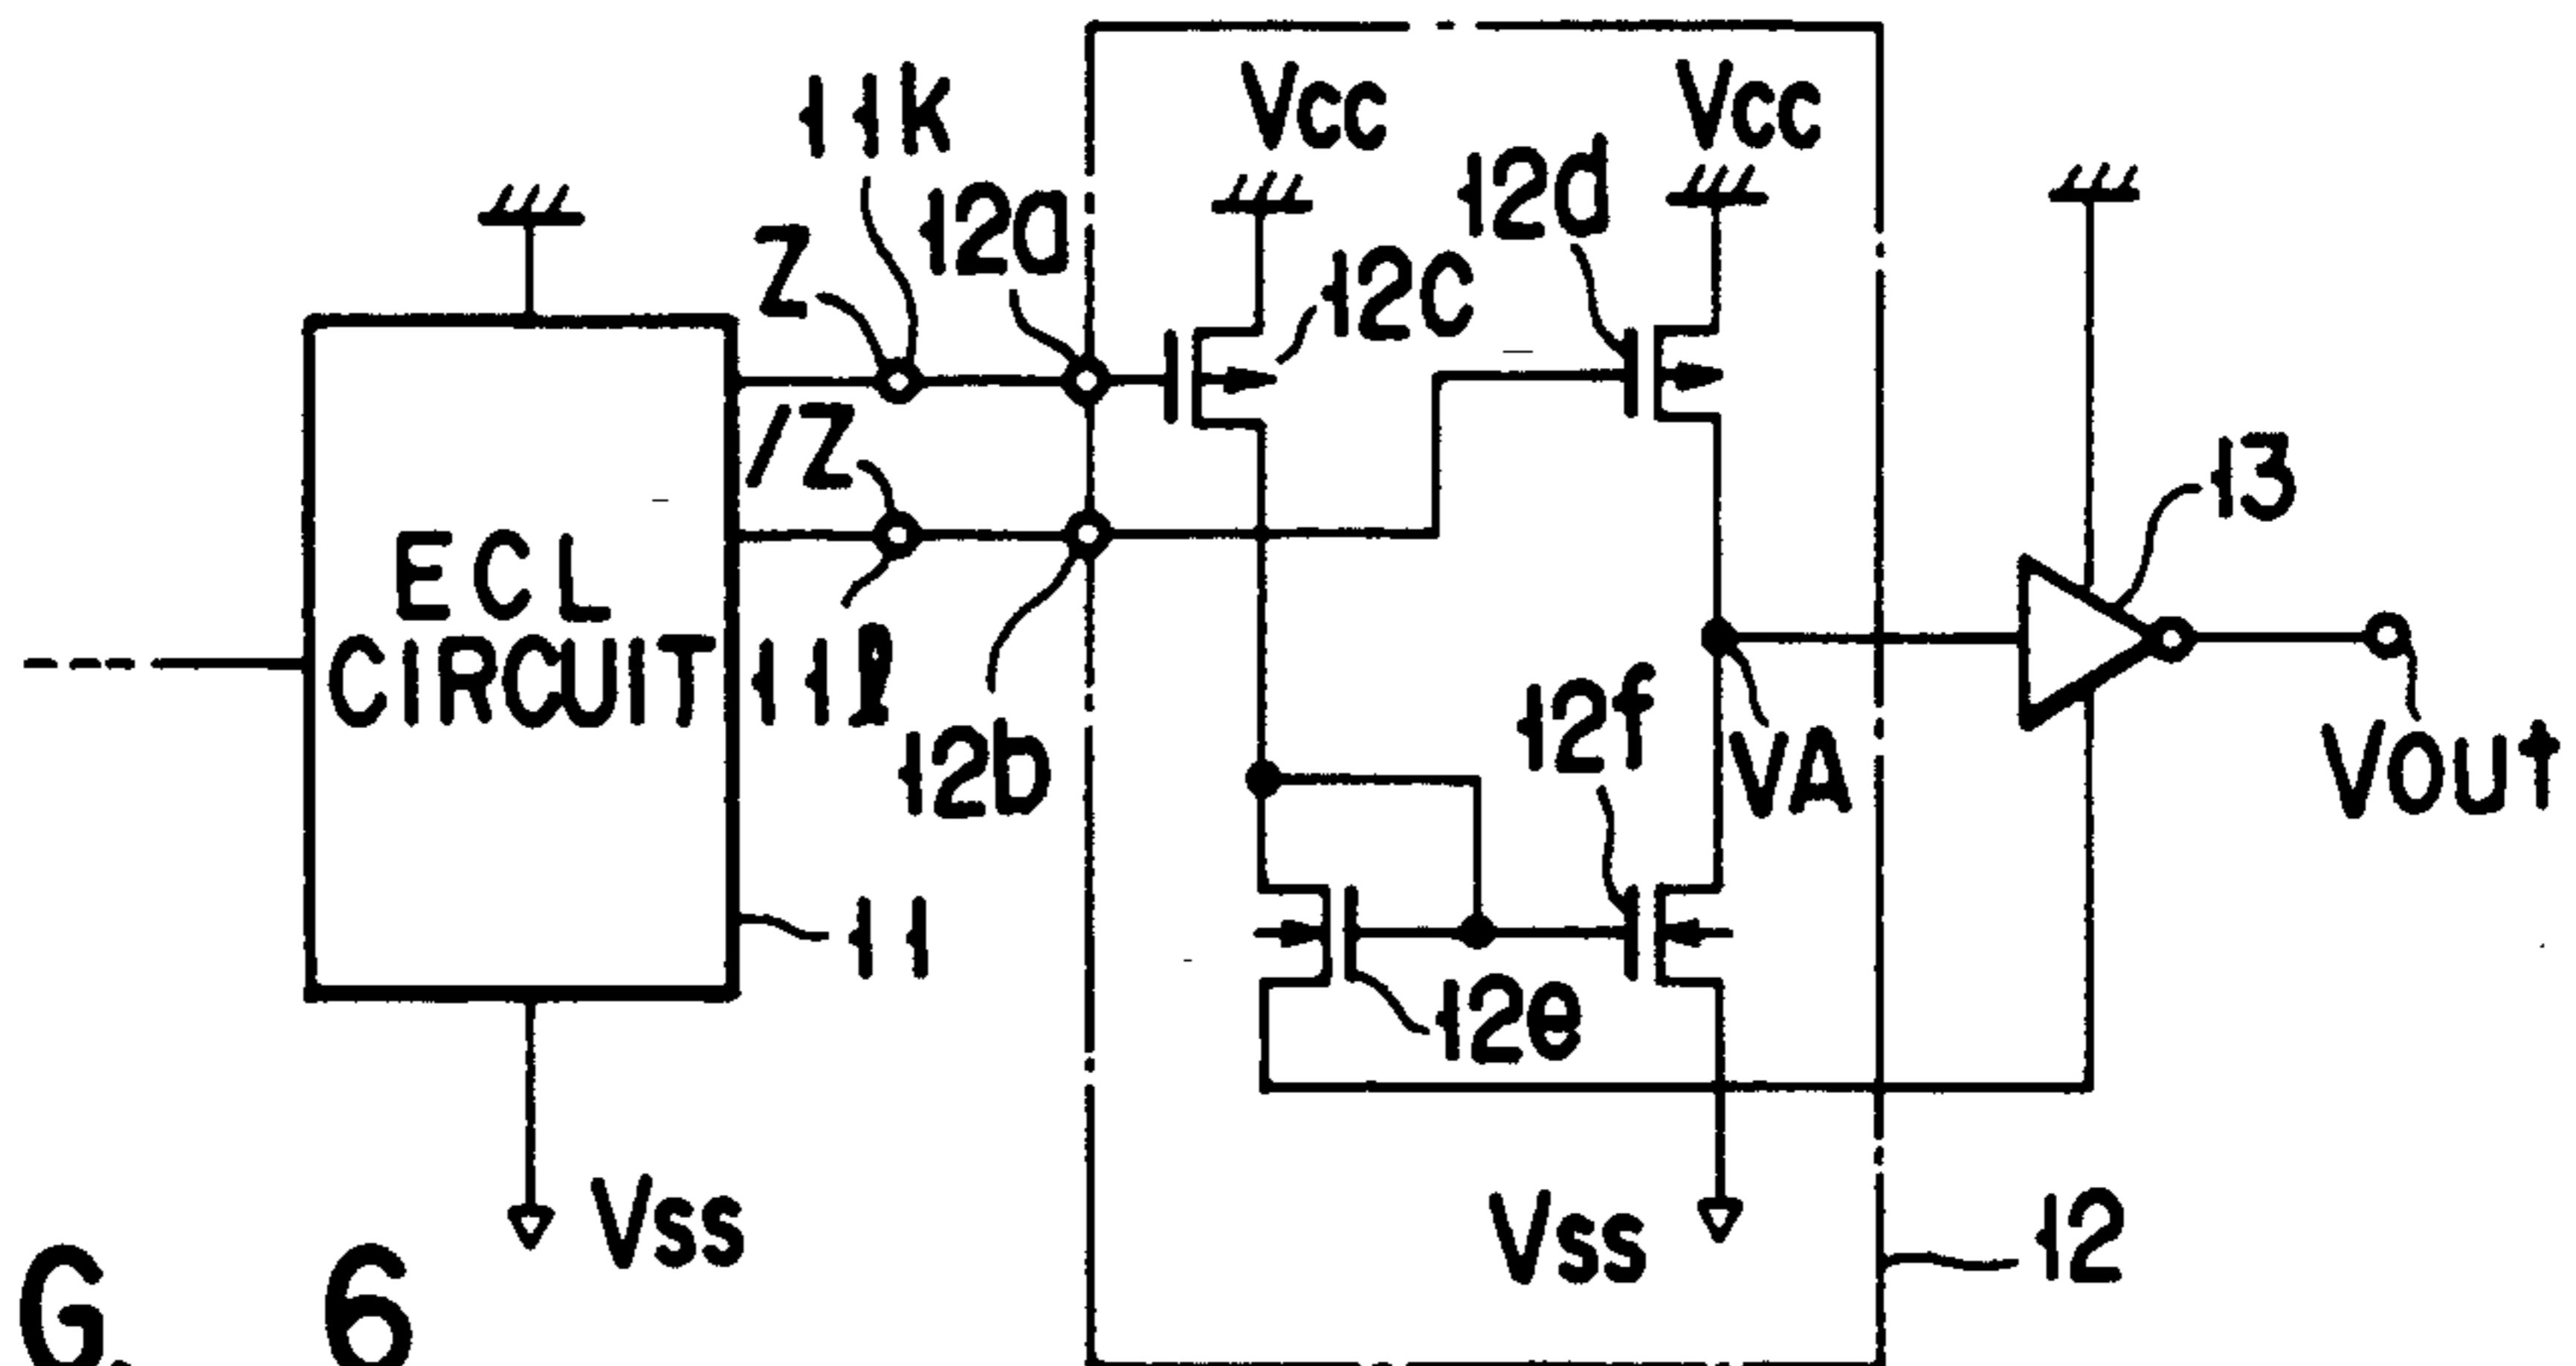 11k
Vcc
Vcc
12a
12d
Z
12c
/Z
13
ECL
CIRCUIT
11l
12b
12f
VA
Vout
11
12e
Vss
Vss
12
G. 6